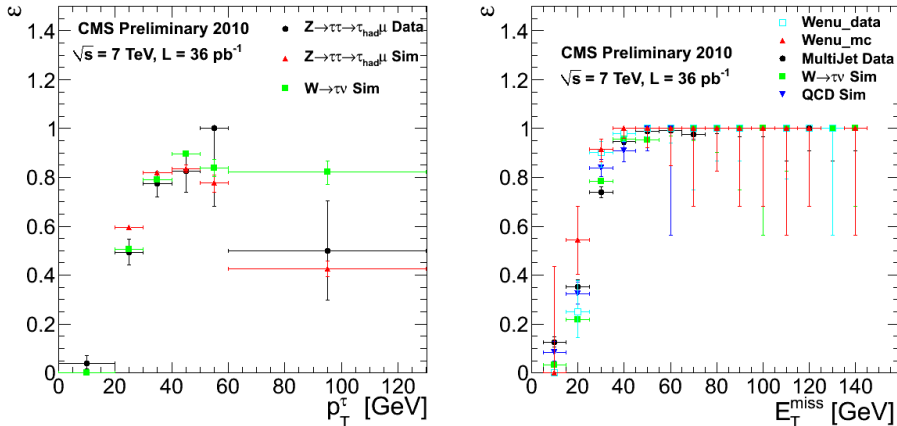 ε
CMS Preliminary 2010
√s = 7 TeV, L = 36 pb⁻¹
Z→ττ→τ_had μ Data
Z→ττ→τ_had μ Sim
W→τν Sim
1.4
1.2
1
0.8
0.6
0.4
0.2
0
0 20 40 60 80 100 120
p_T^τ [GeV]
ε
CMS Preliminary 2010
√s = 7 TeV, L = 36 pb⁻¹
Wenu_data
Wenu_mc
MultiJet Data
W→τν Sim
QCD Sim
1.4
1.2
1
0.8
0.6
0.4
0.2
0
0 20 40 60 80 100 120 140
E_T^miss [GeV]